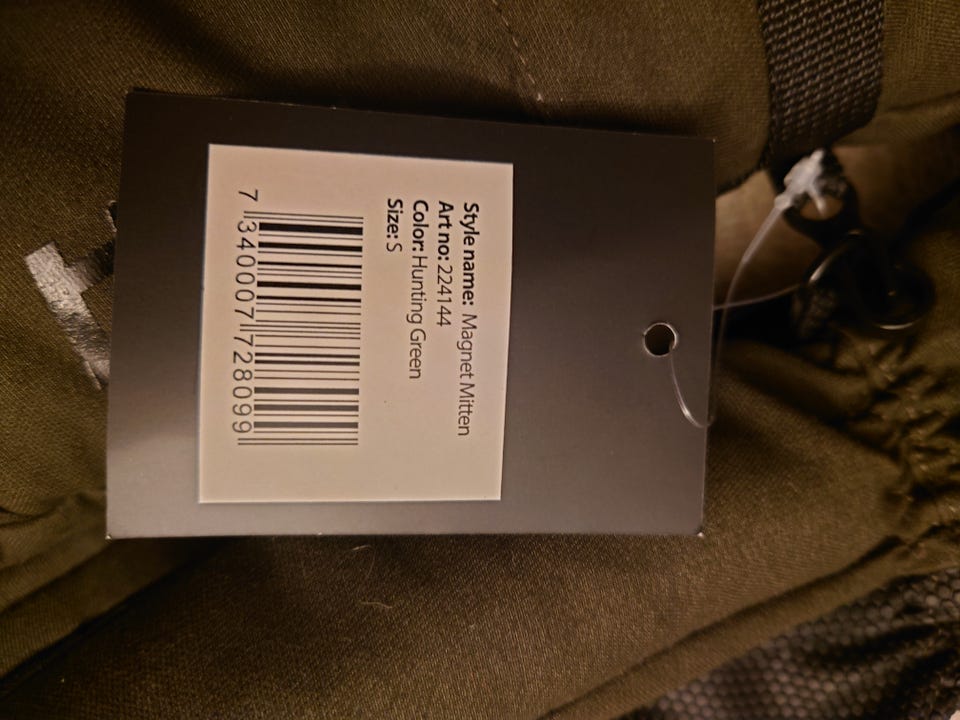 Style name: Magnet Mitten
Art no: 224144
Color: Hunting Green
Size: S
7 340007 728099